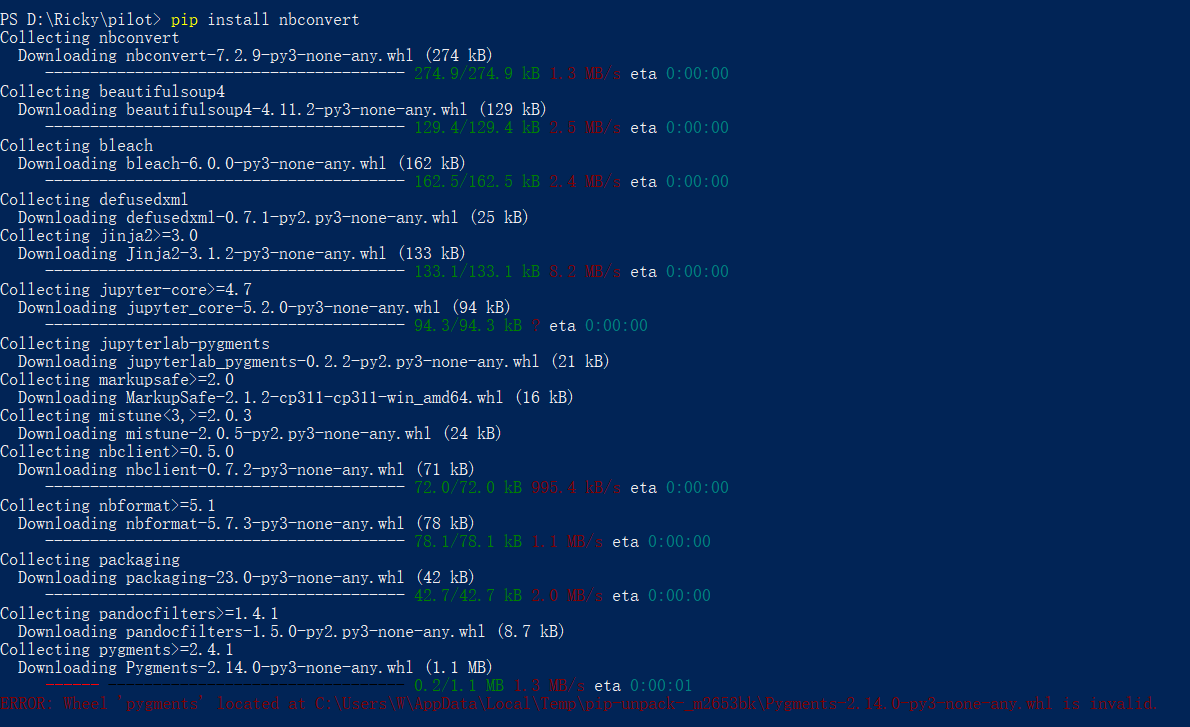 PS D:\Ricky\pilot> pip install nbconvert
Collecting nbconvert
  Downloading nbconvert-7.2.9-py3-none-any.whl (274 kB)
     ---------------------------------------- 274.9/274.9 kB 1.3 MB/s eta 0:00:00
Collecting beautifulsoup4
  Downloading beautifulsoup4-4.11.2-py3-none-any.whl (129 kB)
     ---------------------------------------- 129.4/129.4 kB 2.5 MB/s eta 0:00:00
Collecting bleach
  Downloading bleach-6.0.0-py3-none-any.whl (162 kB)
     ---------------------------------------- 162.5/162.5 kB 2.4 MB/s eta 0:00:00
Collecting defusedxml
  Downloading defusedxml-0.7.1-py2.py3-none-any.whl (25 kB)
Collecting jinja2>=3.0
  Downloading Jinja2-3.1.2-py3-none-any.whl (133 kB)
     ---------------------------------------- 133.1/133.1 kB 8.2 MB/s eta 0:00:00
Collecting jupyter-core>=4.7
  Downloading jupyter_core-5.2.0-py3-none-any.whl (94 kB)
     ---------------------------------------- 94.3/94.3 kB ? eta 0:00:00
Collecting jupyterlab-pygments
  Downloading jupyterlab_pygments-0.2.2-py2.py3-none-any.whl (21 kB)
Collecting markupsafe>=2.0
  Downloading MarkupSafe-2.1.2-cp311-cp311-win_amd64.whl (16 kB)
Collecting mistune<3,>=2.0.3
  Downloading mistune-2.0.5-py2.py3-none-any.whl (24 kB)
Collecting nbclient>=0.5.0
  Downloading nbclient-0.7.2-py3-none-any.whl (71 kB)
     ---------------------------------------- 72.0/72.0 kB 995.4 kB/s eta 0:00:00
Collecting nbformat>=5.1
  Downloading nbformat-5.7.3-py3-none-any.whl (78 kB)
     ---------------------------------------- 78.1/78.1 kB 1.1 MB/s eta 0:00:00
Collecting packaging
  Downloading packaging-23.0-py3-none-any.whl (42 kB)
     ---------------------------------------- 42.7/42.7 kB 2.0 MB/s eta 0:00:00
Collecting pandocfilters>=1.4.1
  Downloading pandocfilters-1.5.0-py2.py3-none-any.whl (8.7 kB)
Collecting pygments>=2.4.1
  Downloading Pygments-2.14.0-py3-none-any.whl (1.1 MB)
     ------ --------------------------------- 0.2/1.1 MB 1.3 MB/s eta 0:00:01
ERROR: Wheel 'pygments' located at C:\Users\W\AppData\Local\Temp\pip-unpack-_m2653bk\Pygments-2.14.0-py3-none-any.whl is invalid.